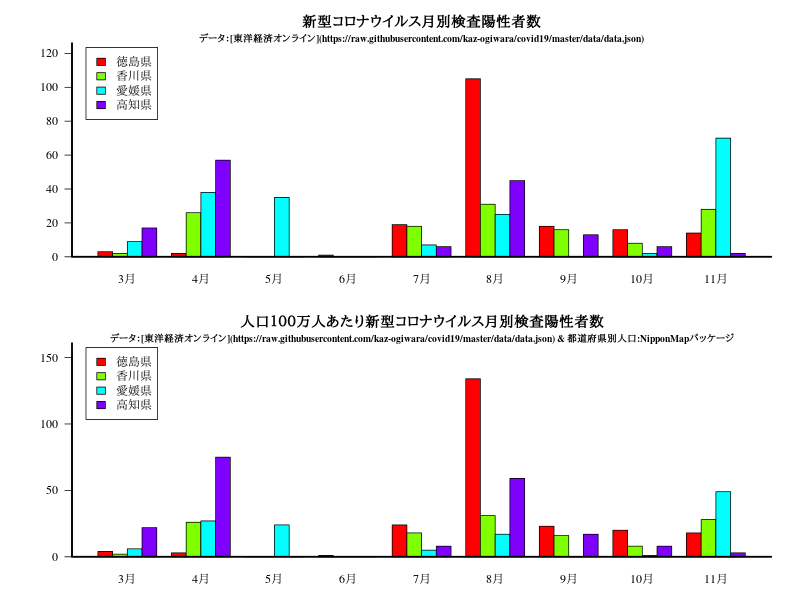 新型コロナウイルス月別検査陽性者数
データ：[東洋経済オンライン](https://raw.githubusercontent.com/kaz-ogiwara/covid19/master/data/data.json)
120
100
80
60
40
20
0
徳島県
香川県
愛媛県
高知県
3月 4月 5月 6月 7月 8月 9月 10月 11月
人口100万人あたり新型コロナウイルス月別検査陽性者数
データ：[東洋経済オンライン](https://raw.githubusercontent.com/kaz-ogiwara/covid19/master/data/data.json) & 都道府県別人口:NipponMapパッケージ
150
100
50
0
徳島県
香川県
愛媛県
高知県
3月 4月 5月 6月 7月 8月 9月 10月 11月